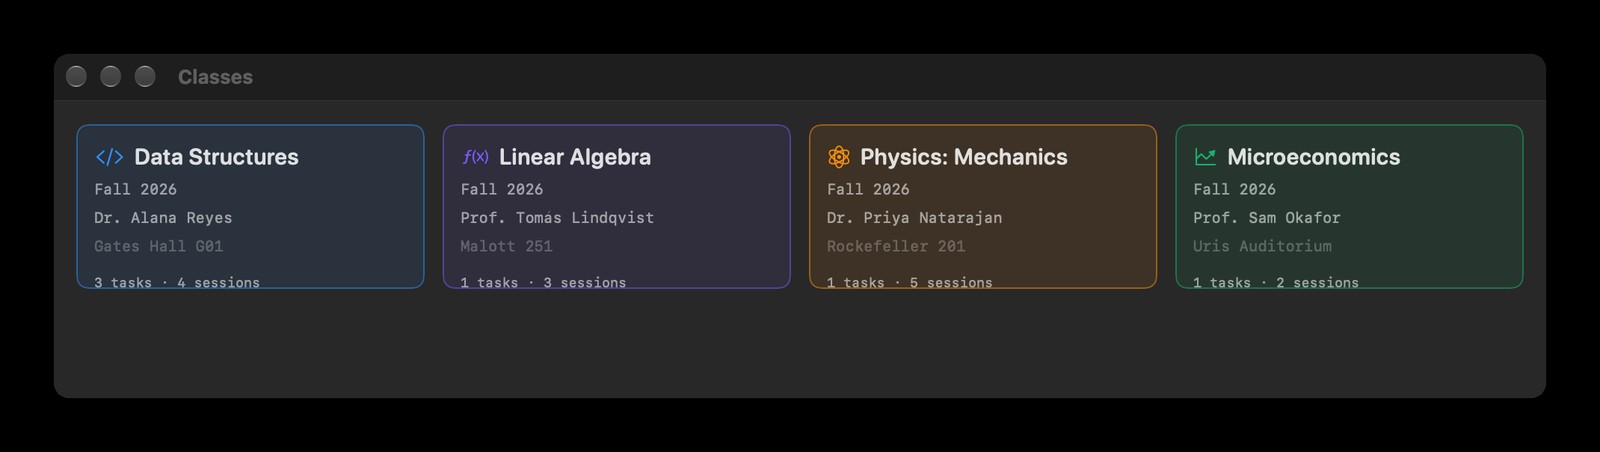 Classes
Data Structures
Fall 2026
Dr. Alana Reyes
Gates Hall G01
3 tasks · 4 sessions
ƒ(x) Linear Algebra
Fall 2026
Prof. Tomás Lindqvist
Malott 251
1 tasks · 3 sessions
Physics: Mechanics
Fall 2026
Dr. Priya Natarajan
Rockefeller 201
1 tasks · 5 sessions
Microeconomics
Fall 2026
Prof. Sam Okafor
Uris Auditorium
1 tasks · 2 sessions